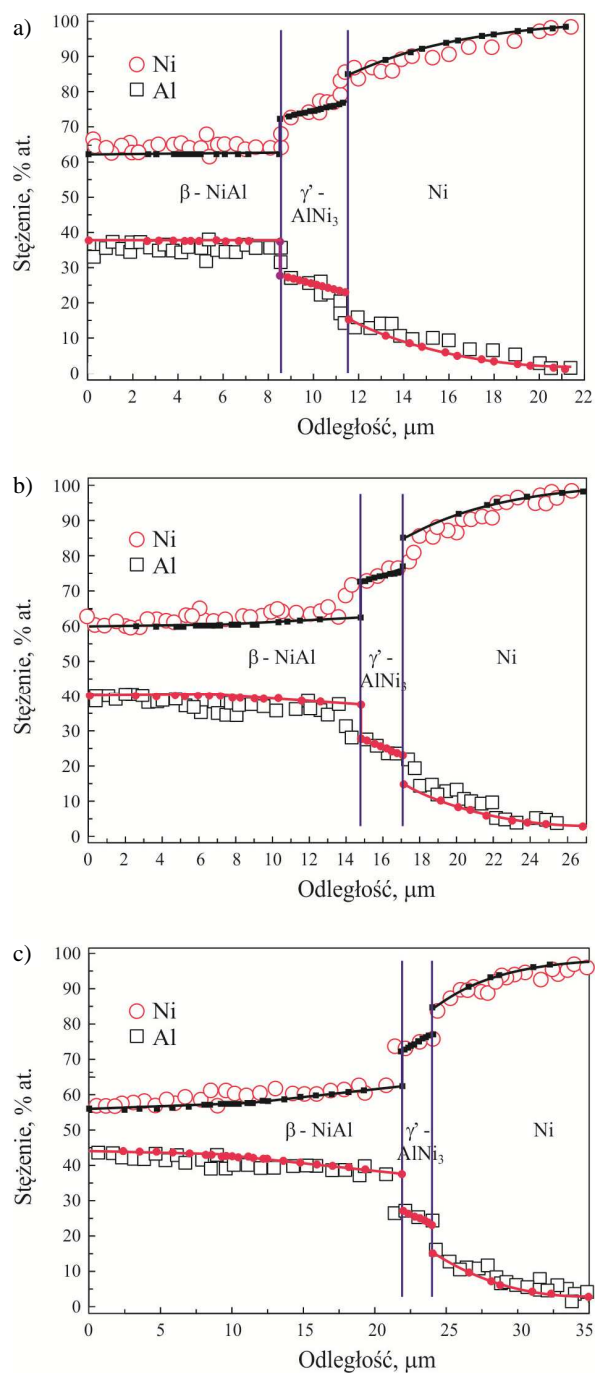 a)
100
90
80
70
60
50
40
30
20
10
0
Stężenie, % at.
Ni
Al
β - NiAl
γ' -
AlNi3
Ni
0 2 4 6 8 10 12 14 16 18 20 22
Odległość, μm
b)
100
90
80
70
60
50
40
30
20
10
0
Stężenie, % at.
Ni
Al
β - NiAl
γ' -
AlNi3
Ni
0 2 4 6 8 10 12 14 16 18 20 22 24 26
Odległość, μm
c)
100
90
80
70
60
50
40
30
20
10
0
Stężenie, % at.
Ni
Al
β - NiAl
γ' -
AlNi3
Ni
0 5 10 15 20 25 30 35
Odległość, μm